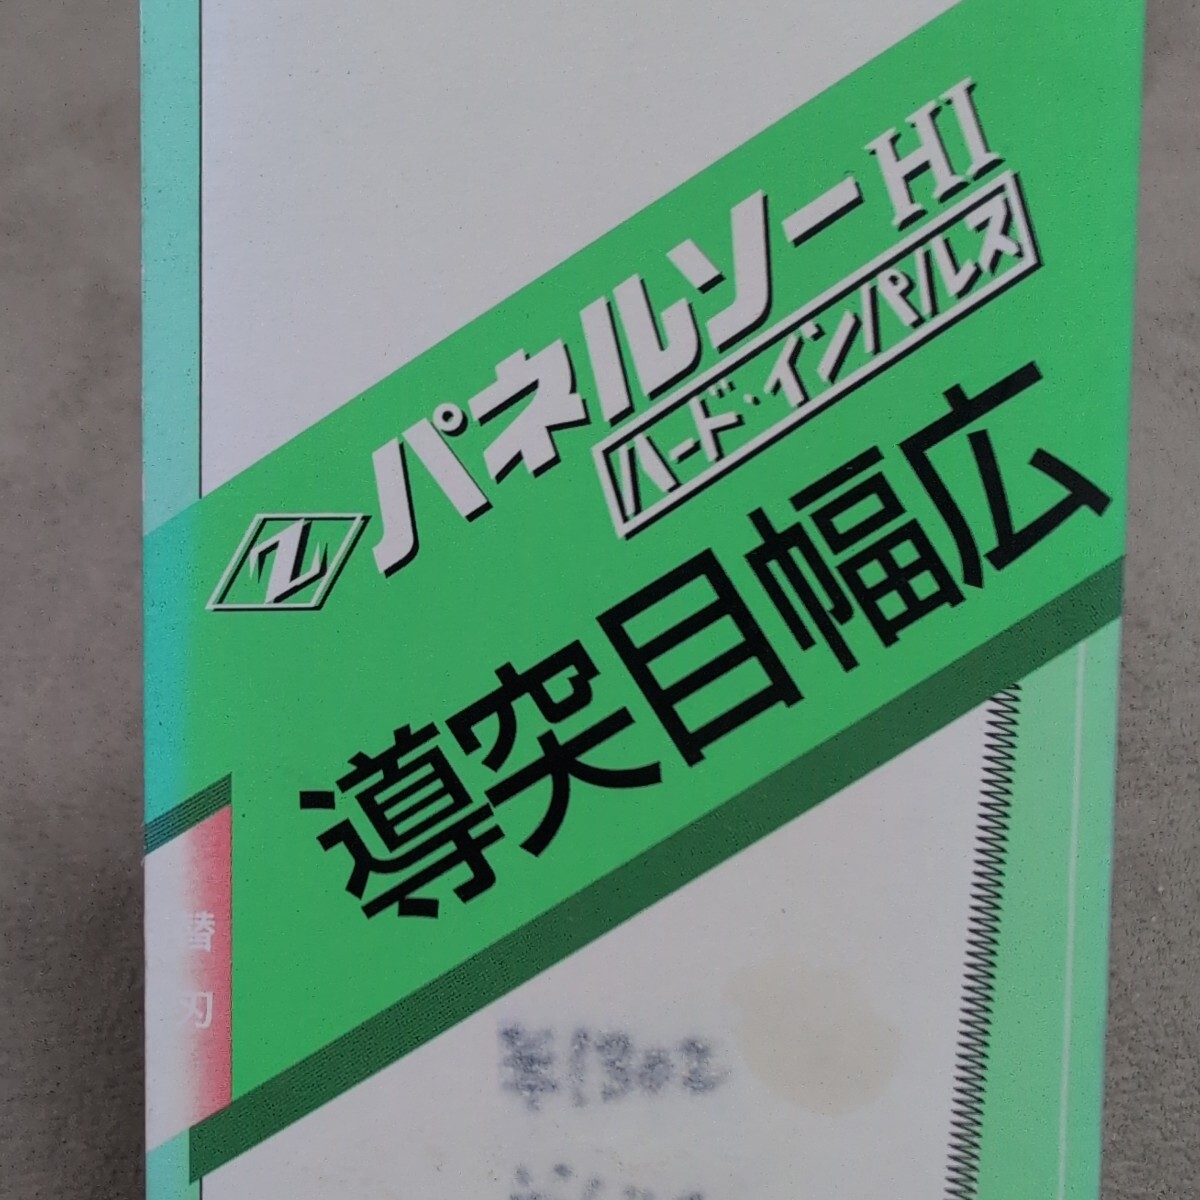 パネルソーHI
ハード・インパルス
導突目幅広
替刃